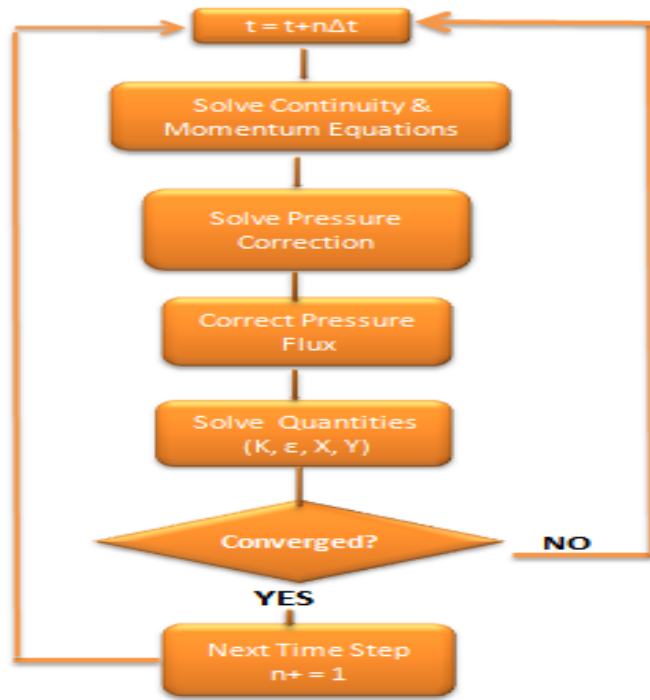 t = t+nΔt
Solve Continuity &
Momentum Equations
Solve Pressure
Correction
Correct Pressure
Flux
Solve Quantities
(K, ε, X, Y)
Converged?
NO
YES
Next Time Step
n+ = 1